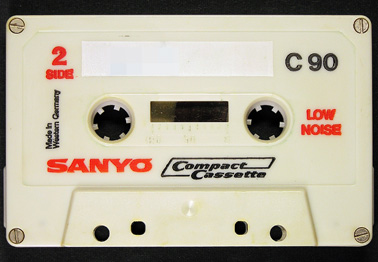 2
SIDE
C 90
Made in
Western Germany
LOW
NOISE
SANYO
Compact
Cassette